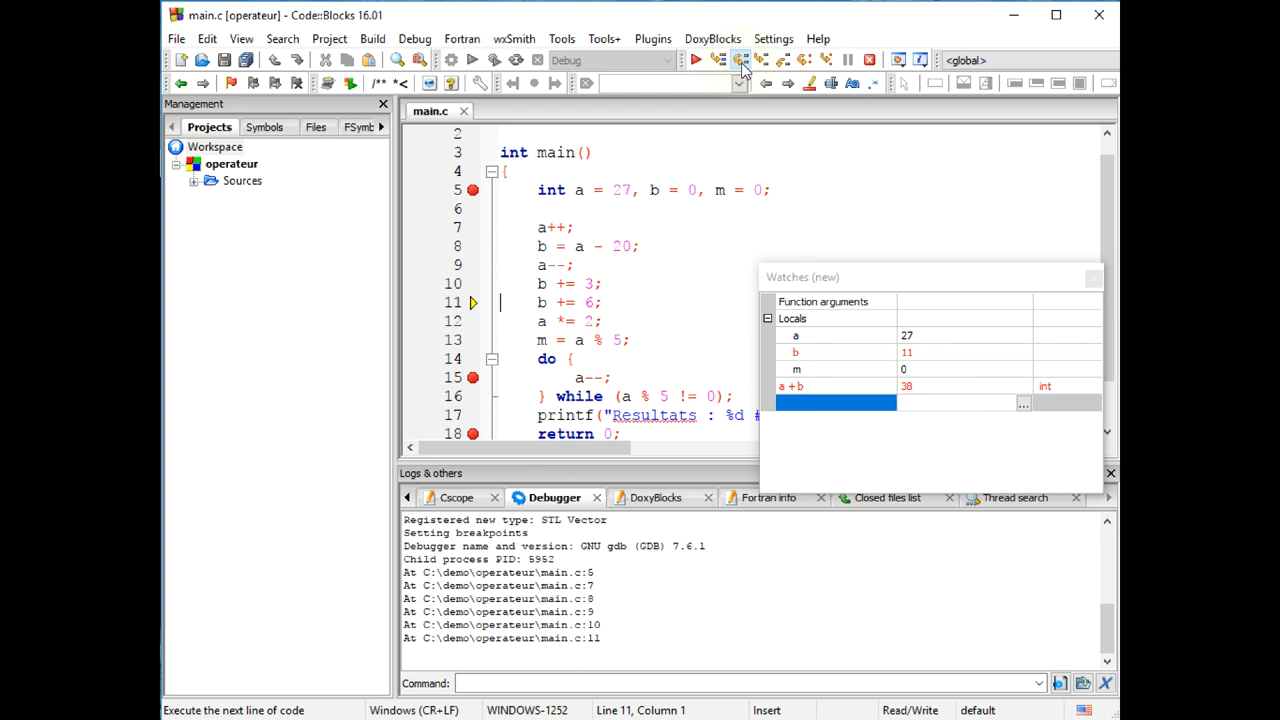 main.c [operateur] - Code::Blocks 16.01
File Edit View Search Project Build Debug Fortran wxSmith Tools Tools+ Plugins DoxyBlocks Settings Help
Debug <global>
/** *<
Aa .*
Management
Projects Symbols Files FSymb
Workspace
operateur
Sources
main.c
2
3 int main()
4 {
5 int a = 27, b = 0, m = 0;
6
7 a++;
8 b = a - 20;
9 a--;
10 b += 3;
11 b += 6;
12 a *= 2;
13 m = a % 5;
14 do {
15 a--;
16 } while (a % 5 != 0);
17 printf("Resultats : %d #
18 return 0;
Watches (new)
Function arguments
Locals
a 27
b 11
m 0
a + b 38 int
...
Logs & others
Cscope Debugger DoxyBlocks Fortran info Closed files list Thread search
Registered new type: STL Vector
Setting breakpoints
Debugger name and version: GNU gdb (GDB) 7.6.1
Child process PID: 5952
At C:\demo\operateur\main.c:5
At C:\demo\operateur\main.c:7
At C:\demo\operateur\main.c:8
At C:\demo\operateur\main.c:9
At C:\demo\operateur\main.c:10
At C:\demo\operateur\main.c:11
Command:
Execute the next line of code Windows (CR+LF) WINDOWS-1252 Line 11, Column 1 Insert Read/Write default